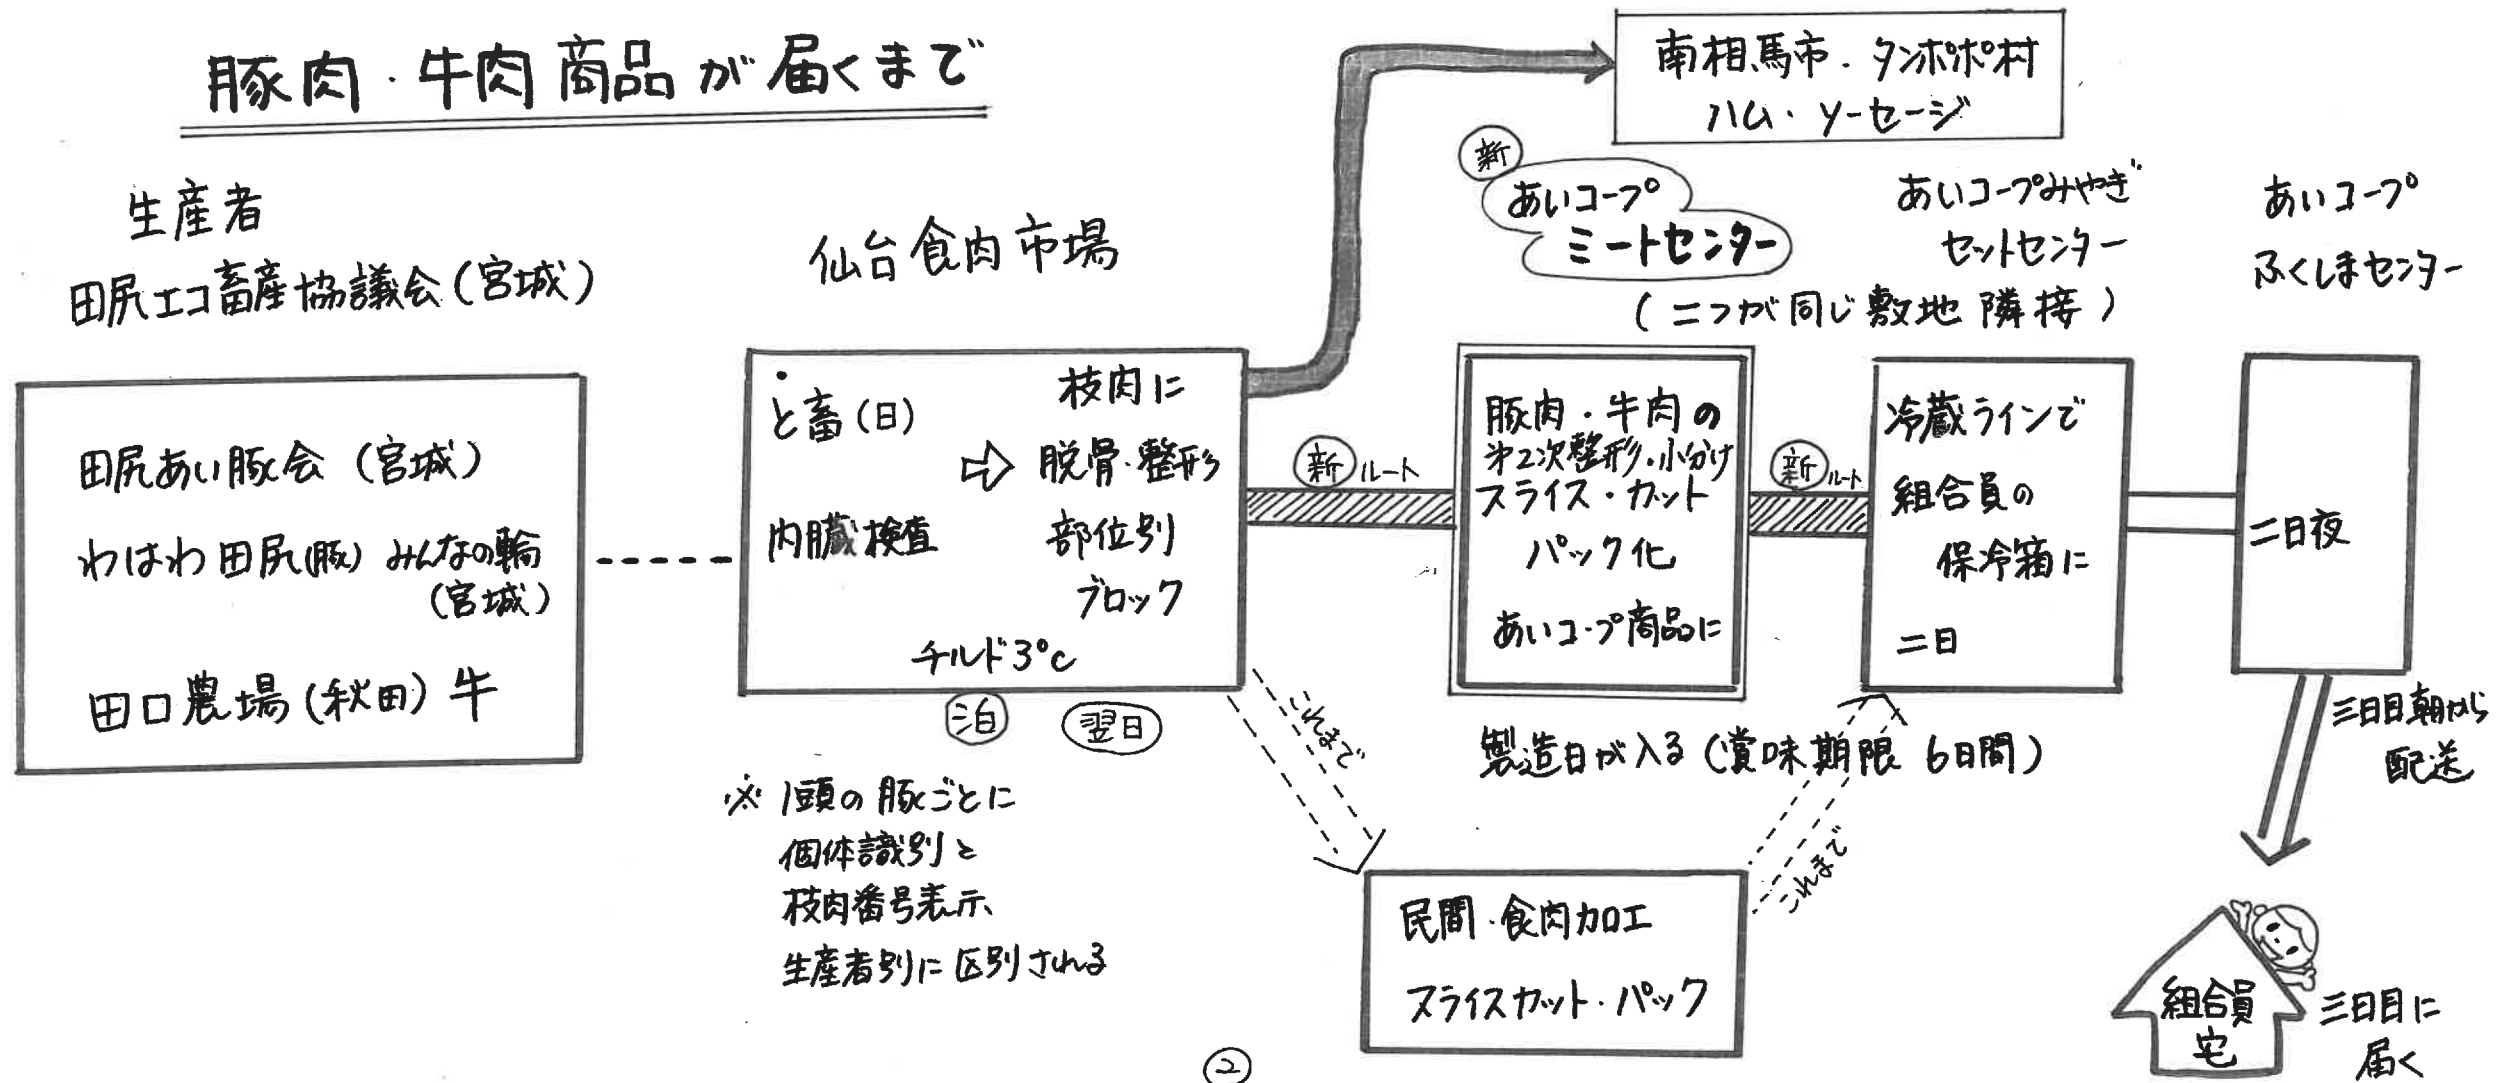 豚肉・牛肉商品が届くまで
南相馬市・タンポポ村
ハム・ソーセージ
生産者
田尻エコ畜産協議会(宮城)
仙台食肉市場
新
あいコープ
ミートセンター
あいコープみやぎ
セットセンター
(二つが同じ敷地隣接)
あいコープ
ふくしまセンター
田尻あい豚会(宮城)
わはわ田尻(豚)みんなの輪
(宮城)
田口農場(秋田)牛
と畜(日)
内臓検査
枝肉に
⇨脱骨・整形
部位別
ブロック
チルド3℃
泊
翌日
※1頭の豚ごとに
個体識別と
枝肉番号表示、
生産者別に区別される
新ルート
豚肉・牛肉の
第2次整形・小分け
スライス・カット
パック化
あいコープ商品に
製造日が入る(賞味期限6日間)
新ルート
冷蔵ラインで
組合員の
保冷箱に
二日
二日夜
三日目朝から
配送
これまで
民間・食肉加工
スライスカット・パック
これまで
組合員
宅
三日目に
届く
②